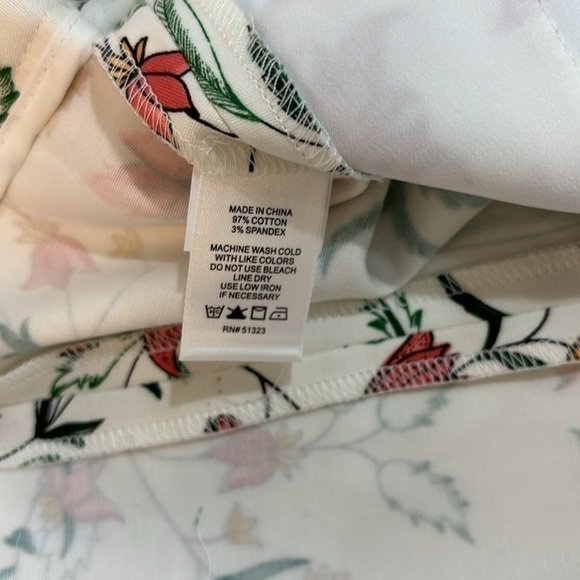 MADE IN CHINA
97% COTTON
3% SPANDEX
MACHINE WASH COLD
WITH LIKE COLORS
DO NOT USE BLEACH
LINE DRY
USE LOW IRON
IF NECESSARY
RN# 51323